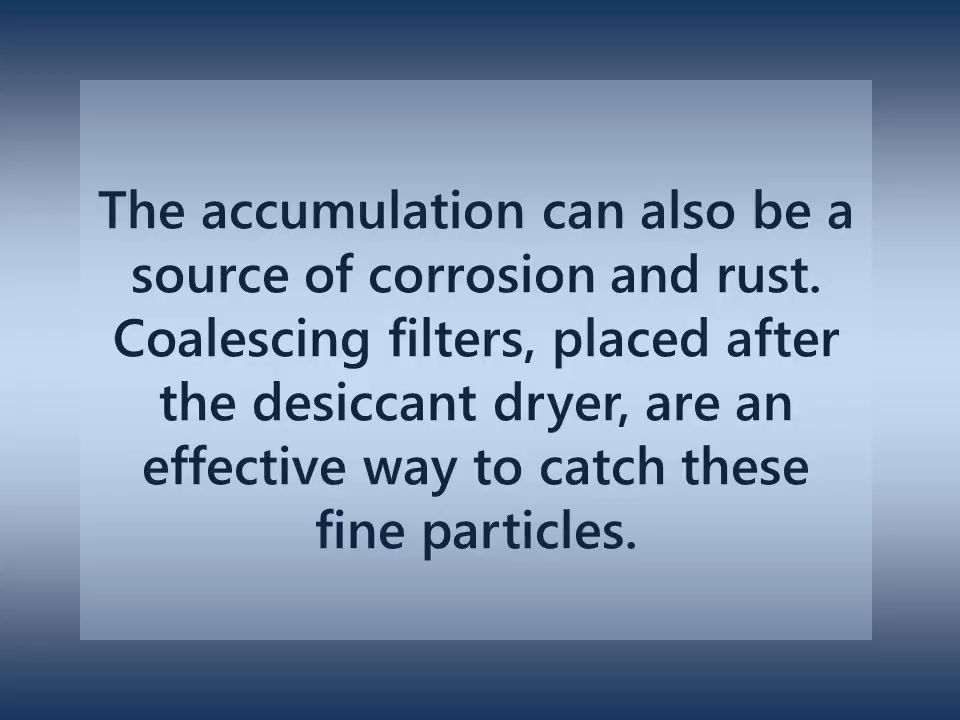 The accumulation can also be a
source of corrosion and rust.
Coalescing filters, placed after
the desiccant dryer, are an
effective way to catch these
fine particles.